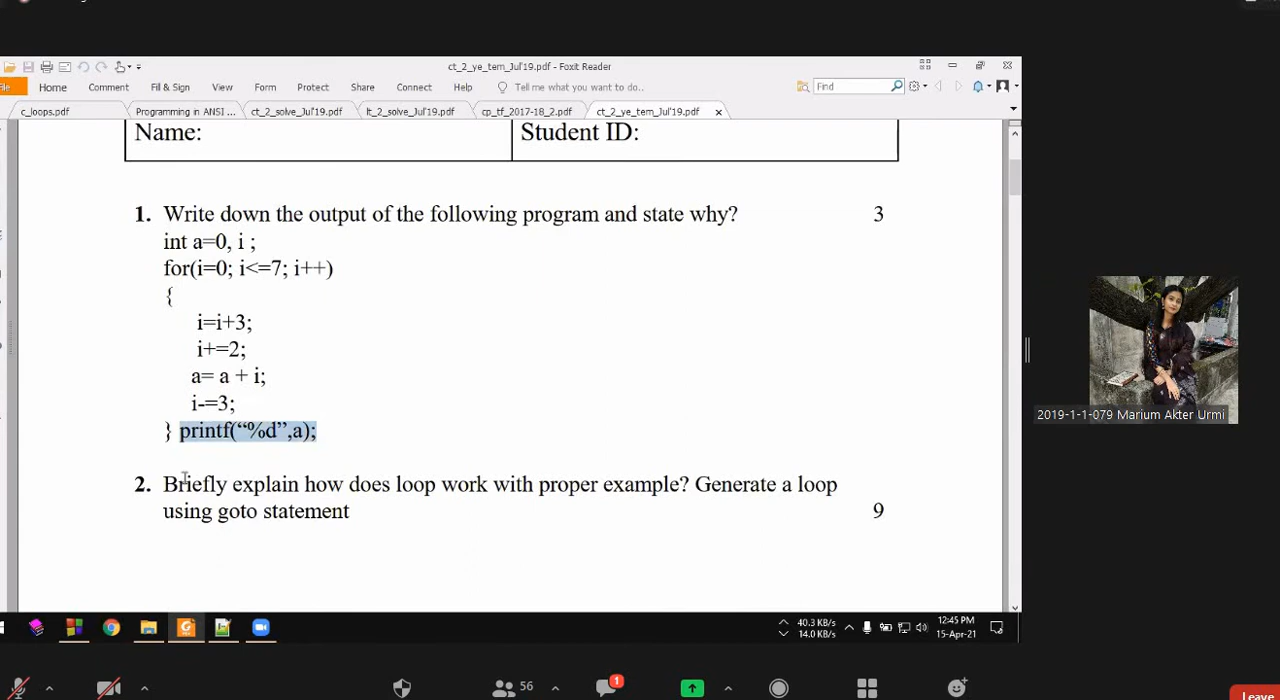 ct_2_ye_tem_Jul'19.pdf - Foxit Reader
File Home Comment Fill & Sign View Form Protect Share Connect Help Tell me what you want to do.. Find
c_loops.pdf Programming in ANSI ... ct_2_solve_Jul'19.pdf lt_2_solve_Jul'19.pdf cp_tf_2017-18_2.pdf ct_2_ye_tem_Jul'19.pdf
Name: Student ID:
1. Write down the output of the following program and state why? 3
int a=0, i ;
for(i=0; i<=7; i++)
{
i=i+3;
i+=2;
a= a + i;
i-=3;
} printf(“%d”,a);
2. Briefly explain how does loop work with proper example? Generate a loop
using goto statement 9
2019-1-1-079 Marium Akter Urmi
40.3 KB/s
14.0 KB/s
12:45 PM
15-Apr-21
56
1
Leave